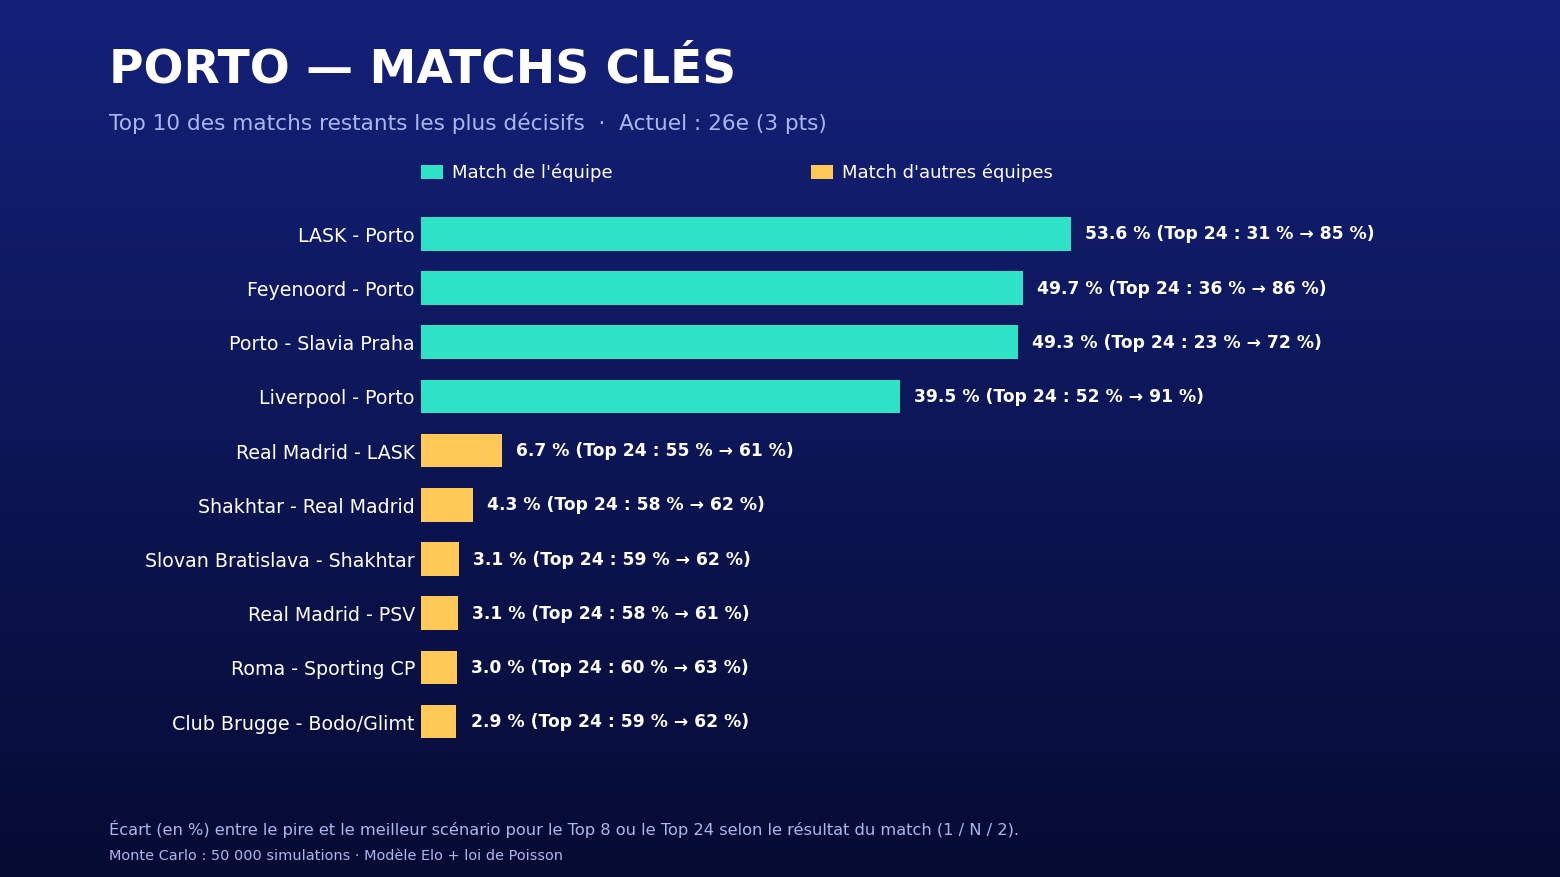 PORTO — MATCHS CLÉS
Top 10 des matchs restants les plus décisifs · Actuel : 26e (3 pts)
Match de l'équipe
Match d'autres équipes
LASK - Porto 53.6 % (Top 24 : 31 % → 85 %)
Feyenoord - Porto 49.7 % (Top 24 : 36 % → 86 %)
Porto - Slavia Praha 49.3 % (Top 24 : 23 % → 72 %)
Liverpool - Porto 39.5 % (Top 24 : 52 % → 91 %)
Real Madrid - LASK 6.7 % (Top 24 : 55 % → 61 %)
Shakhtar - Real Madrid 4.3 % (Top 24 : 58 % → 62 %)
Slovan Bratislava - Shakhtar 3.1 % (Top 24 : 59 % → 62 %)
Real Madrid - PSV 3.1 % (Top 24 : 58 % → 61 %)
Roma - Sporting CP 3.0 % (Top 24 : 60 % → 63 %)
Club Brugge - Bodo/Glimt 2.9 % (Top 24 : 59 % → 62 %)
Écart (en %) entre le pire et le meilleur scénario pour le Top 8 ou le Top 24 selon le résultat du match (1 / N / 2).
Monte Carlo : 50 000 simulations · Modèle Elo + loi de Poisson